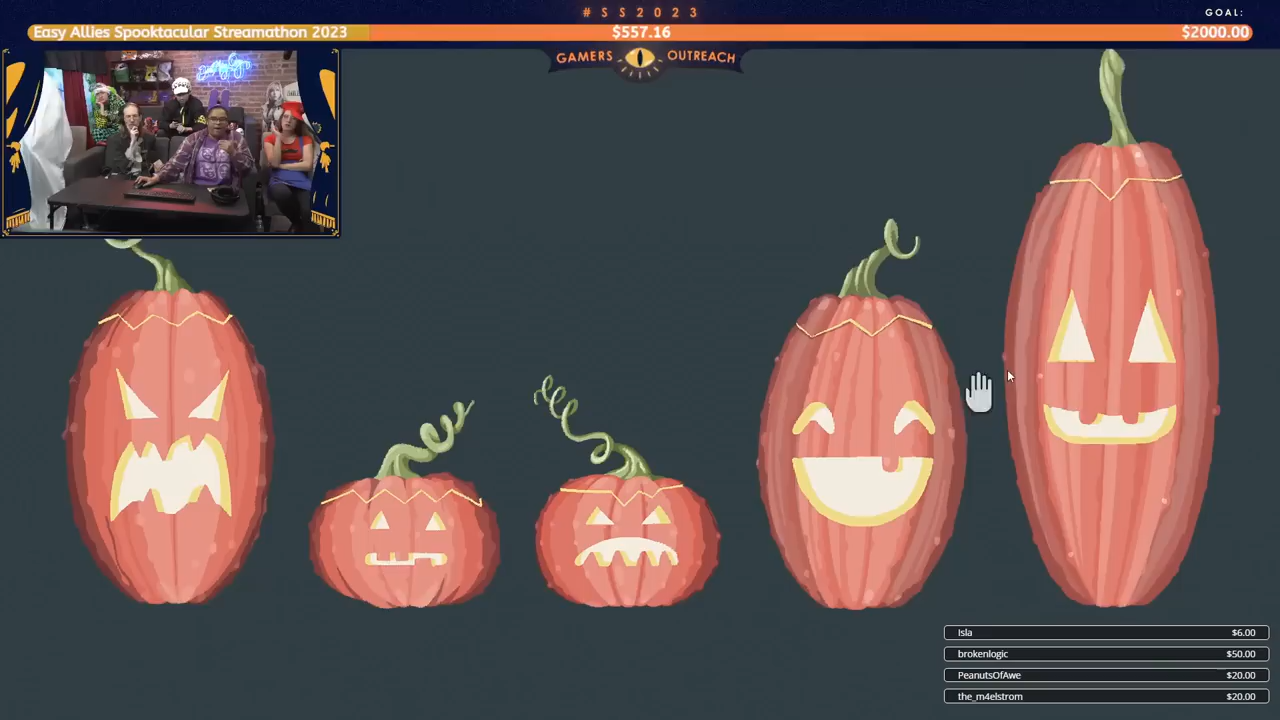 #SS2023
GOAL:
Easy Allies Spooktacular Streamathon 2023
$557.16
$2000.00
GAMERS OUTREACH
Isla $6.00
brokenlogic $50.00
PeanutsOfAwe $20.00
the_m4elstrom $20.00